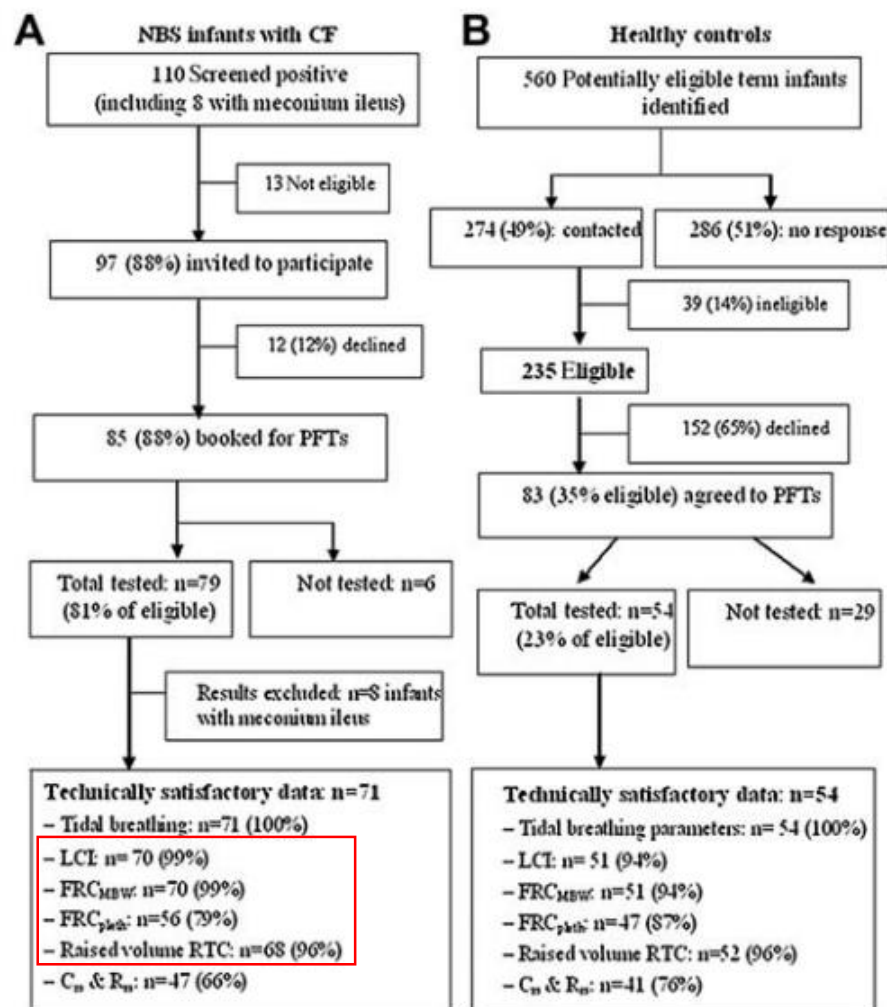 A
NBS infants with CF
110 Screened positive
(including 8 with meconium ileus)
13 Not eligible
97 (88%) invited to participate
12 (12%) declined
85 (88%) booked for PFTs
Total tested: n=79
(81% of eligible)
Not tested: n=6
Results excluded: n=8 infants
with meconium ileus
Technically satisfactory data: n=71
– Tidal breathing: n=71 (100%)
– LCI: n= 70 (99%)
– FRCMBW: n=70 (99%)
– FRCpleth: n=56 (79%)
– Raised volume RTC: n=68 (96%)
– Crs & Rrs: n=47 (66%)
B
Healthy controls
560 Potentially eligible term infants
identified
274 (49%): contacted
286 (51%): no response
39 (14%) ineligible
235 Eligible
152 (65%) declined
83 (35% eligible) agreed to PFTs
Total tested: n=54
(23% of eligible)
Not tested: n=29
Technically satisfactory data: n=54
– Tidal breathing parameters: n= 54 (100%)
– LCI: n= 51 (94%)
– FRCMBW: n=51 (94%)
– FRCpleth: n=47 (87%)
– Raised volume RTC: n=52 (96%)
– Crs & Rrs: n=41 (76%)